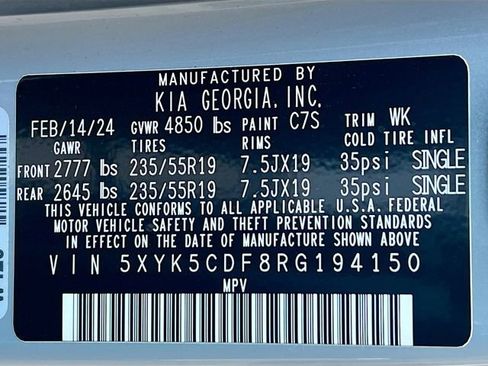 MANUFACTURED BY
KIA GEORGIA, INC.
FEB/14/24 GVWR 4850 lbs PAINT C7S TRIM WK
GAWR TIRES RIMS COLD TIRE INFL
FRONT 2777 lbs 235/55R19 7.5JX19 35psi SINGLE
REAR 2645 lbs 235/55R19 7.5JX19 35psi SINGLE
THIS VEHICLE CONFORMS TO ALL APPLICABLE U.S.A. FEDERAL
MOTOR VEHICLE SAFETY AND THEFT PREVENTION STANDARDS
IN EFFECT ON THE DATE OF MANUFACTURE SHOWN ABOVE
VIN 5XYK5CDF8RG194150
MPV